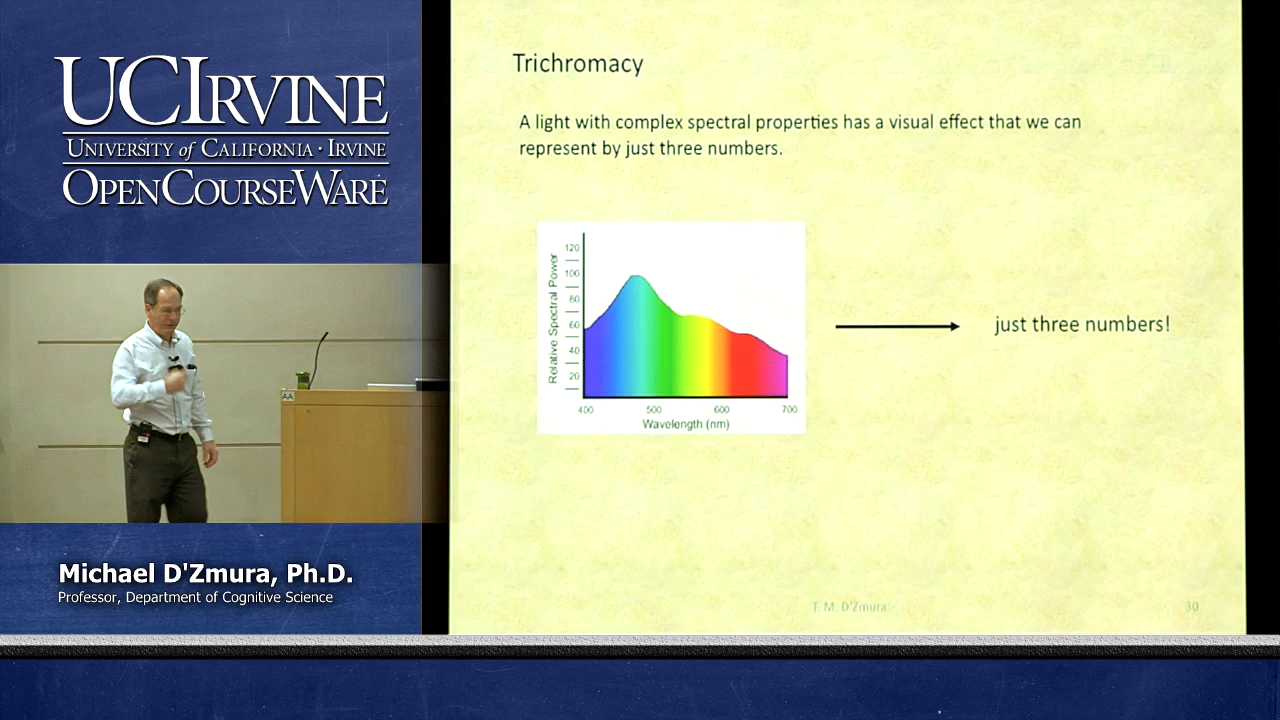 UCIRVINE
UNIVERSITY of CALIFORNIA · IRVINE
OPENCOURSEWARE
AA
Michael D'Zmura, Ph.D.
Professor, Department of Cognitive Science
Trichromacy
A light with complex spectral properties has a visual effect that we can
represent by just three numbers.
Relative Spectral Power
120
100
80
60
40
20
400 500 600 700
Wavelength (nm)
just three numbers!
T. M. D'Zmura
30